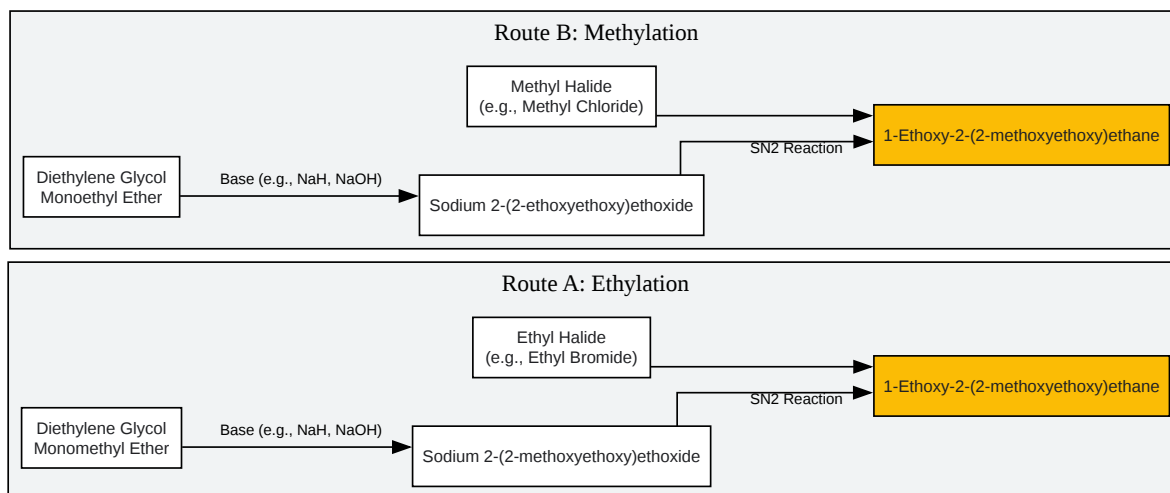 Route B: Methylation
Methyl Halide
(e.g., Methyl Chloride)
1-Ethoxy-2-(2-methoxyethoxy)ethane
SN2 Reaction
Diethylene Glycol
Monoethyl Ether
Base (e.g., NaH, NaOH)
Sodium 2-(2-ethoxyethoxy)ethoxide
Route A: Ethylation
Ethyl Halide
(e.g., Ethyl Bromide)
1-Ethoxy-2-(2-methoxyethoxy)ethane
SN2 Reaction
Diethylene Glycol
Monomethyl Ether
Base (e.g., NaH, NaOH)
Sodium 2-(2-methoxyethoxy)ethoxide